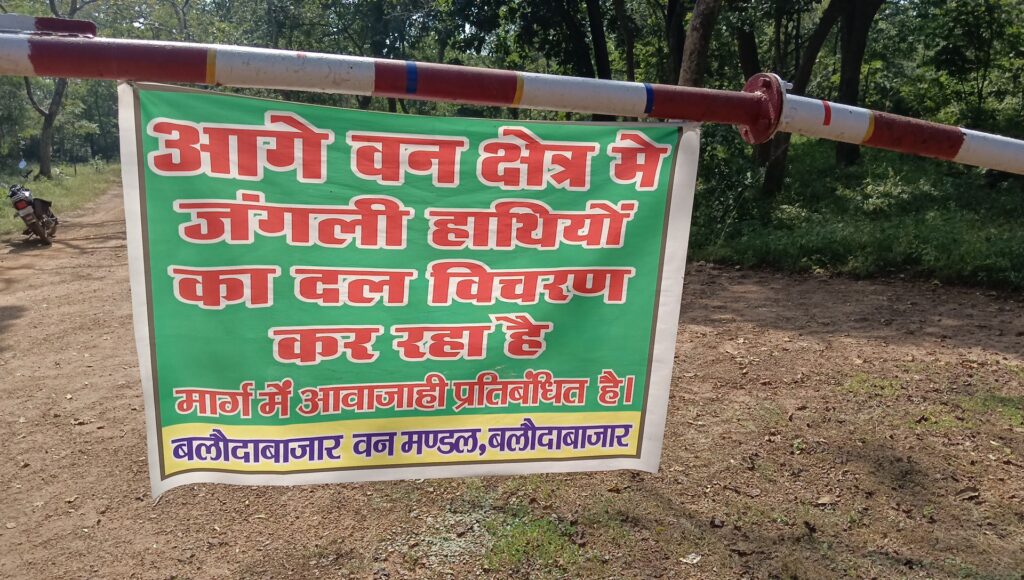 आगे वन क्षेत्र मे
जंगली हाथियों
का दल विचरण
कर रहा है
मार्ग में आवाजाही प्रतिबंधित है।
बलौदाबाजार वन मण्डल, बलौदाबाजार